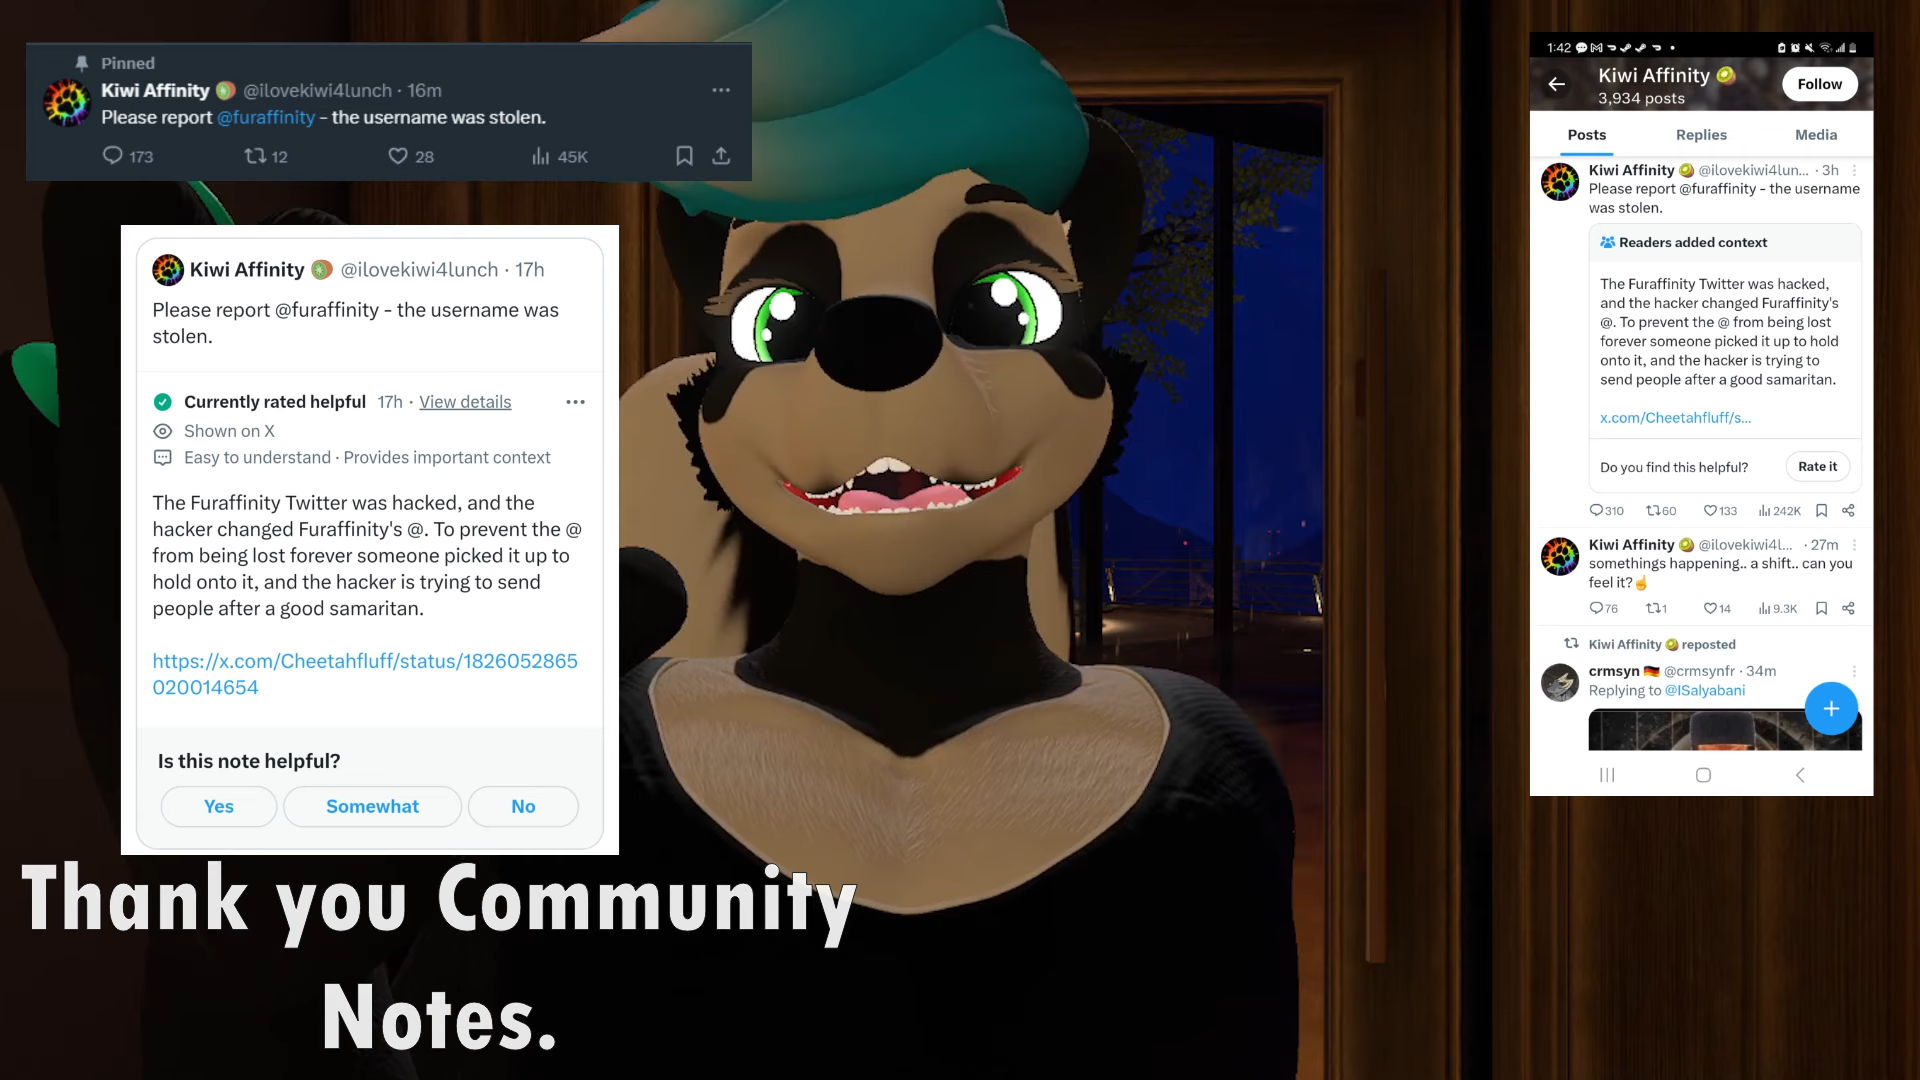 Pinned
Kiwi Affinity @ilovekiwi4lunch · 16m
Please report @furaffinity - the username was stolen.
173 12 28 45K
Kiwi Affinity @ilovekiwi4lunch · 17h
Please report @furaffinity - the username was
stolen.
Currently rated helpful 17h · View details
Shown on X
Easy to understand · Provides important context
The Furaffinity Twitter was hacked, and the
hacker changed Furaffinity's @. To prevent the @
from being lost forever someone picked it up to
hold onto it, and the hacker is trying to send
people after a good samaritan.
https://x.com/Cheetahfluff/status/1826052865
020014654
Is this note helpful?
Yes Somewhat No
Thank you Community
Notes.
1:42
Kiwi Affinity
3,934 posts
Follow
Posts Replies Media
Kiwi Affinity @ilovekiwi4lun... · 3h
Please report @furaffinity - the username
was stolen.
Readers added context
The Furaffinity Twitter was hacked,
and the hacker changed Furaffinity's
@. To prevent the @ from being lost
forever someone picked it up to hold
onto it, and the hacker is trying to
send people after a good samaritan.
x.com/Cheetahfluff/s...
Do you find this helpful? Rate it
310 60 133 242K
Kiwi Affinity @ilovekiwi4l... · 27m
somethings happening.. a shift.. can you
feel it?☝
76 1 14 9.3K
Kiwi Affinity reposted
crmsyn @crmsynfr · 34m
Replying to @ISalyabani